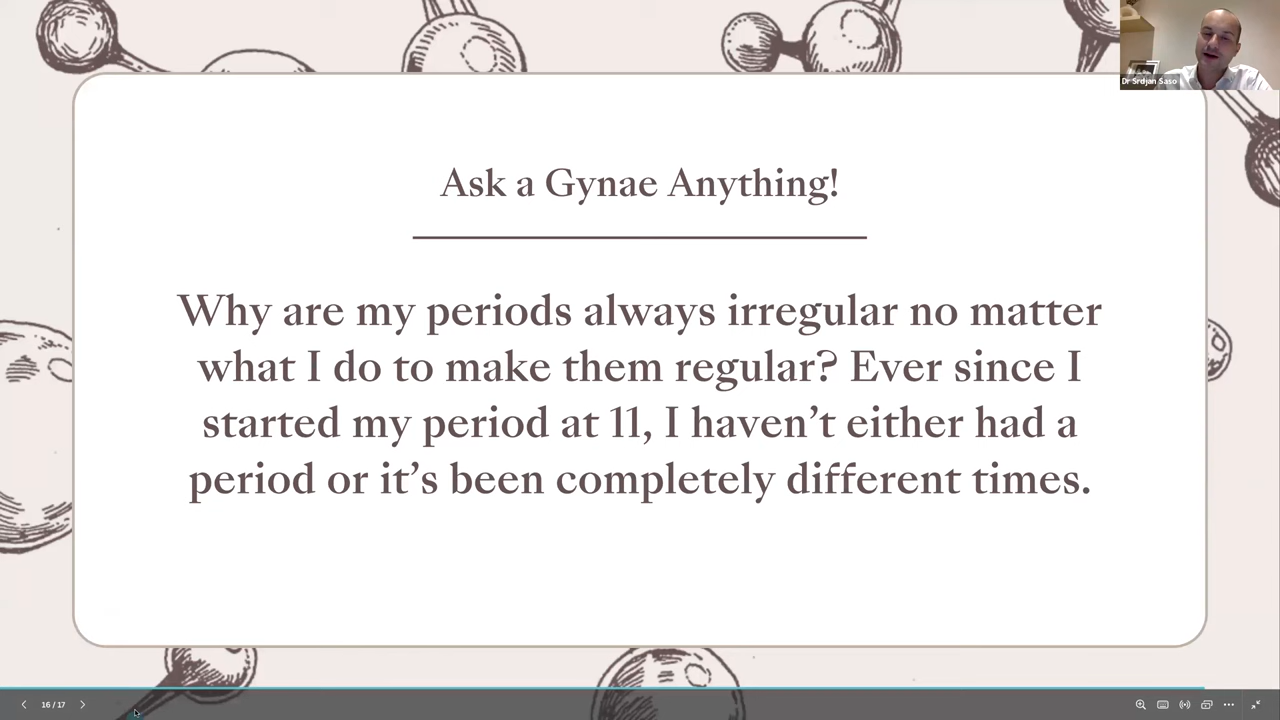 Dr Srdjan Saso
Ask a Gynae Anything!
Why are my periods always irregular no matter
what I do to make them regular? Ever since I
started my period at 11, I haven’t either had a
period or it’s been completely different times.
16 / 17